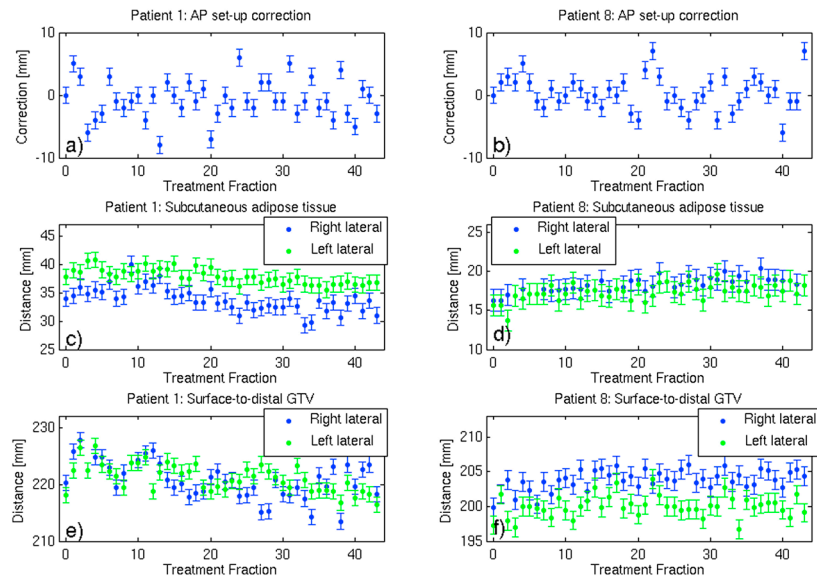 Patient 1: AP set-up correction
Correction [mm]
10
0
-10
a)
0 10 20 30 40
Treatment Fraction
Patient 8: AP set-up correction
Correction [mm]
10
0
-10
b)
0 10 20 30 40
Treatment Fraction
Patient 1: Subcutaneous adipose tissue
Right lateral
Left lateral
Distance [mm]
45
40
35
30
25
c)
0 10 20 30 40
Treatment Fraction
Patient 8: Subcutaneous adipose tissue
Right lateral
Left lateral
Distance [mm]
25
20
15
10
d)
0 10 20 30 40
Treatment Fraction
Patient 1: Surface-to-distal GTV
Right lateral
Left lateral
Distance [mm]
230
220
210
e)
0 10 20 30 40
Treatment Fraction
Patient 8: Surface-to-distal GTV
Right lateral
Left lateral
Distance [mm]
210
205
200
195
f)
0 10 20 30 40
Treatment Fraction